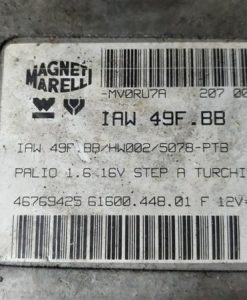 MAGNETI
MARELLI
-MV0RU7A 207 00
IAW 49F.BB
IAW 49F.BB/HW002/5078-PTB
PALIO 1.6 16V STEP A TURCHI
46769425 61600.448.01 F 12V=